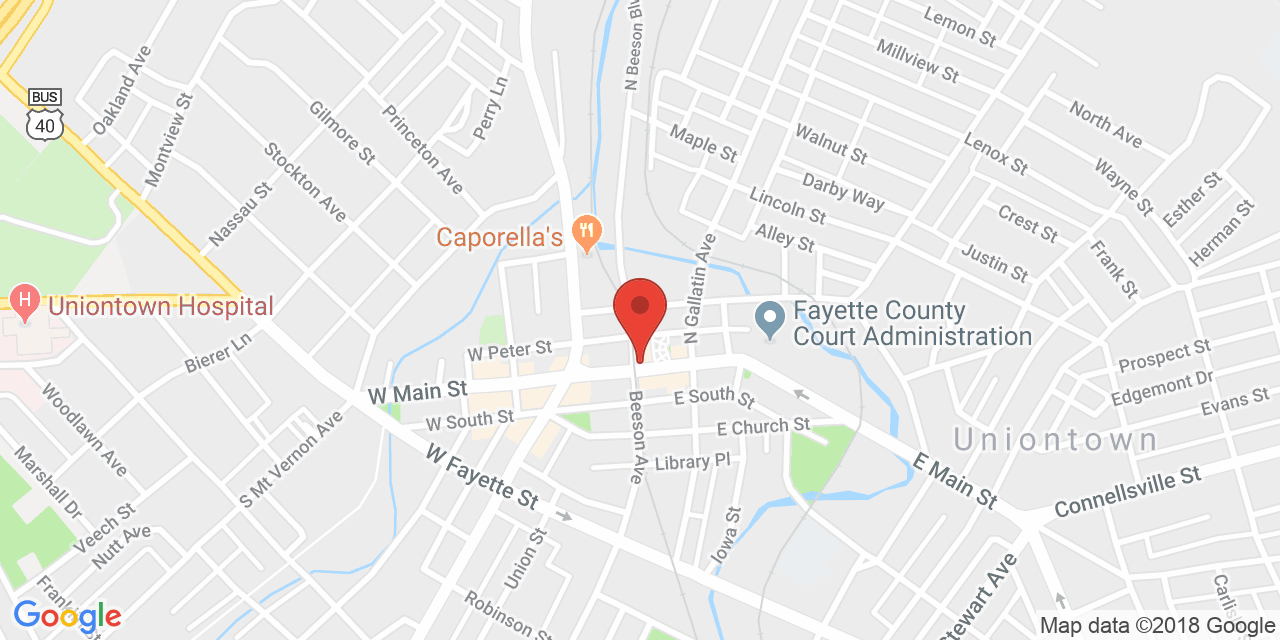 Lemon St
N Beeson Blv
Millview St
Oakland Ave
BUS
40
Montview St
Gilmore St
Princeton Ave
Perry Ln
Maple St
Walnut St
North Ave
Lenox St
Stockton Ave
Nassau St
Darby Way
Wayne St
Esther St
Lincoln St
Crest St
Herman St
Alley St
Caporella's
Justin St
Frank St
N Gallatin Ave
H
Uniontown Hospital
Fayette County
Court Administration
Bierer Ln
W Peter St
Prospect St
W Main St
Edgemont Dr
Evans St
Woodlawn Ave
W South St
Beeson Ave
E South St
E Church St
Uniontown
S Mt Vernon Ave
Library Pl
Marshall Dr
W Fayette St
E Main St
Connellsville St
Veech St
Nutt Ave
Iowa St
Union St
Stewart Ave
Robinson St
Google
Map data ©2018 Google